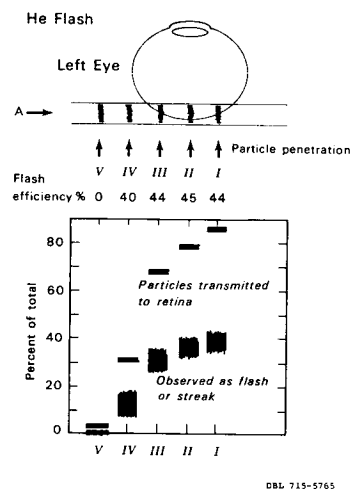 He Flash
Left Eye
A
Particle penetration
V IV III II I
Flash
efficiency % 0 40 44 45 44
80
60
40
20
0
Percent of total
Particles transmitted
to retina
Observed as flash
or streak
V IV III II I
DBL 715-5765